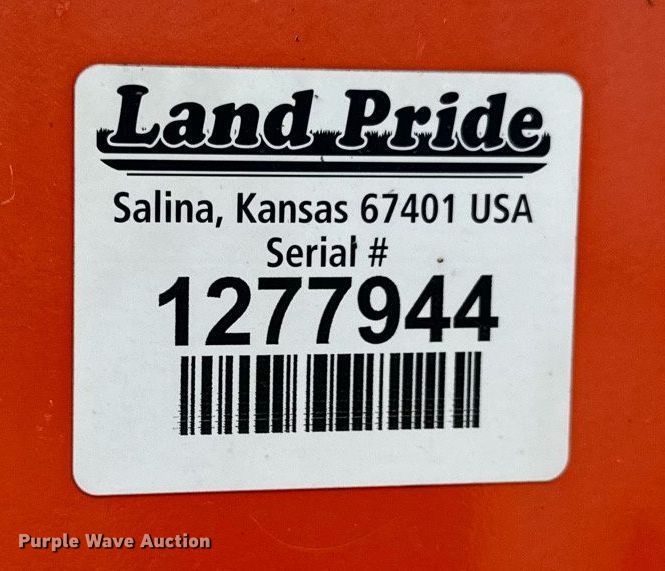 Land Pride
Salina, Kansas 67401 USA
Serial #
1277944
Purple Wave Auction